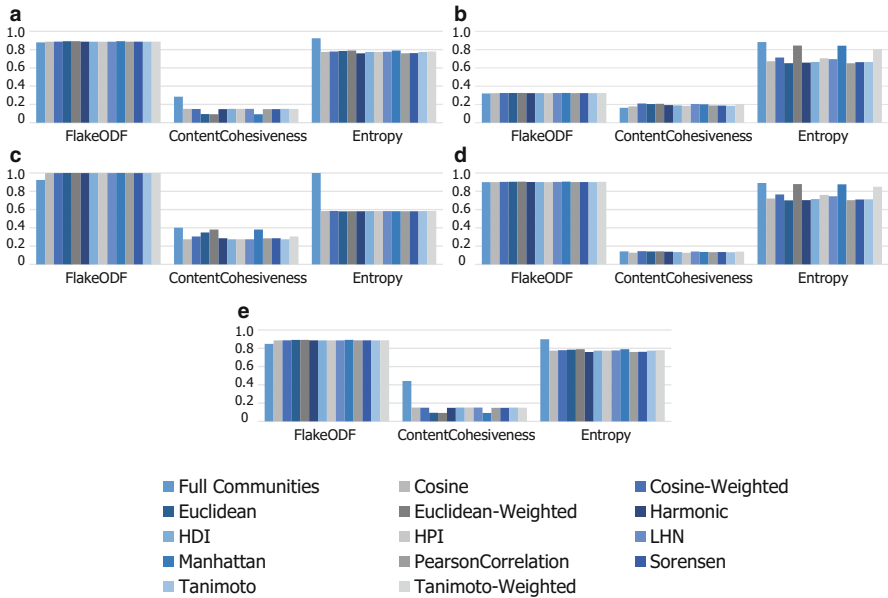 a
1.0
0.8
0.6
0.4
0.2
0
FlakeODF ContentCohesiveness Entropy
b
1.0
0.8
0.6
0.4
0.2
0
FlakeODF ContentCohesiveness Entropy
c
1.0
0.8
0.6
0.4
0.2
0
FlakeODF ContentCohesiveness Entropy
d
1.0
0.8
0.6
0.4
0.2
0
FlakeODF ContentCohesiveness Entropy
e
1.0
0.8
0.6
0.4
0.2
0
FlakeODF ContentCohesiveness Entropy
Full Communities Cosine Cosine-Weighted
Euclidean Euclidean-Weighted Harmonic
HDI HPI LHN
Manhattan PearsonCorrelation Sorensen
Tanimoto Tanimoto-Weighted